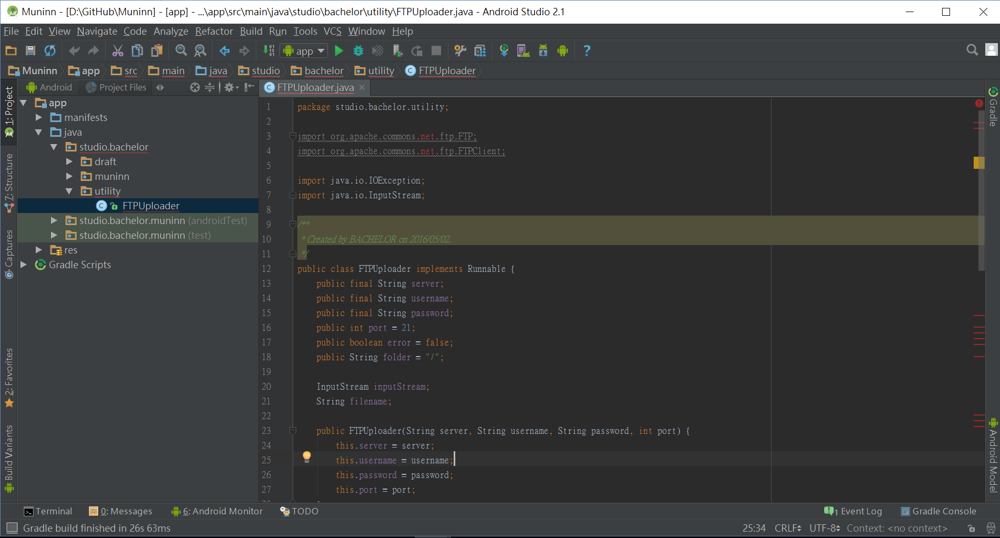 Muninn - [D:\GitHub\Muninn] - [app] - ...\app\src\main\java\studio\bachelor\utility\FTPUploader.java - Android Studio 2.1
File Edit View Navigate Code Analyze Refactor Build Run Tools VCS Window Help
app
Muninn app src main java studio bachelor utility FTPUploader
Android Project Files
FTPUploader.java
1: Project
Z: Structure
Captures
2: Favorites
Build Variants
app
manifests
java
studio.bachelor
draft
muninn
utility
FTPUploader
studio.bachelor.muninn (androidTest)
studio.bachelor.muninn (test)
res
Gradle Scripts
1 package studio.bachelor.utility;
2
3 import org.apache.commons.net.ftp.FTP;
4 import org.apache.commons.net.ftp.FTPClient;
5
6 import java.io.IOException;
7 import java.io.InputStream;
8
9 /**
10 * Created by BACHELOR on 2016/05/02.
11 */
12 public class FTPUploader implements Runnable {
13 public final String server;
14 public final String username;
15 public final String password;
16 public int port = 21;
17 public boolean error = false;
18 public String folder = "/";
19
20 InputStream inputStream;
21 String filename;
22
23 public FTPUploader(String server, String username, String password, int port) {
24 this.server = server;
25 this.username = username;
26 this.password = password;
27 this.port = port;
Gradle
Android Model
Terminal 0: Messages 6: Android Monitor TODO 1 Event Log Gradle Console
Gradle build finished in 26s 63ms 25:34 CRLF UTF-8 Context: <no context>